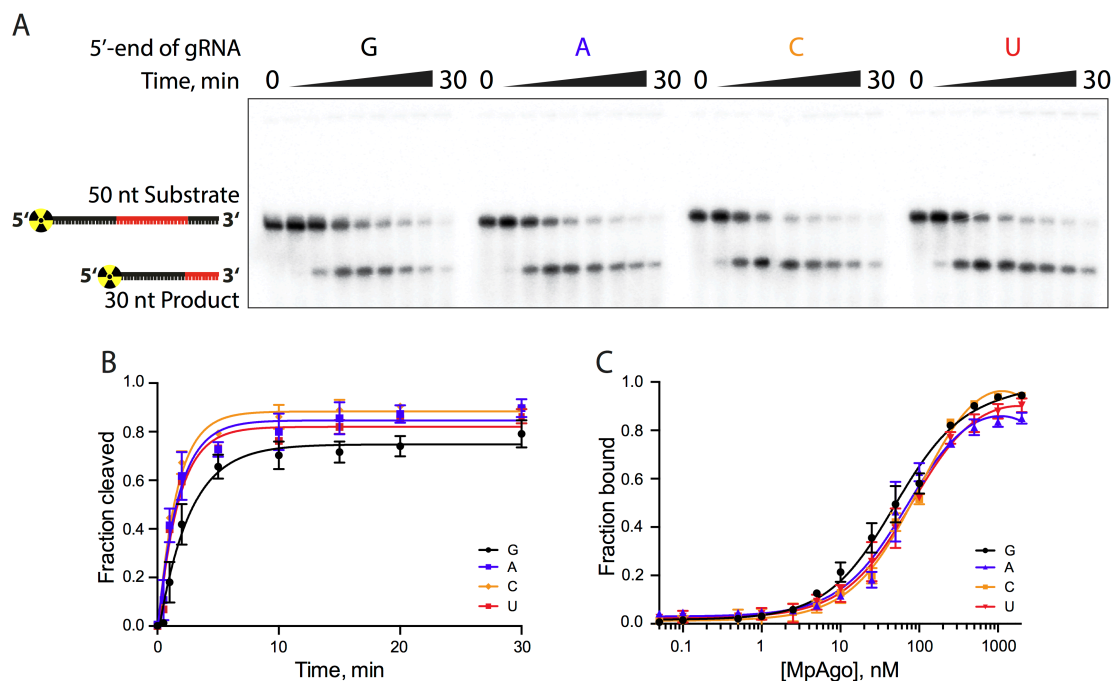 A
5′-end of gRNA G A C U
Time, min 0 30 0 30 0 30 0 30
50 nt Substrate
5′ 3′
5′ 3′
30 nt Product
B
Fraction cleaved
1.0
0.8
0.6
0.4
0.2
0.0
0 10 20 30
Time, min
G
A
C
U
C
Fraction bound
1.0
0.8
0.6
0.4
0.2
0.0
0.1 1 10 100 1000
[MpAgo], nM
G
A
C
U